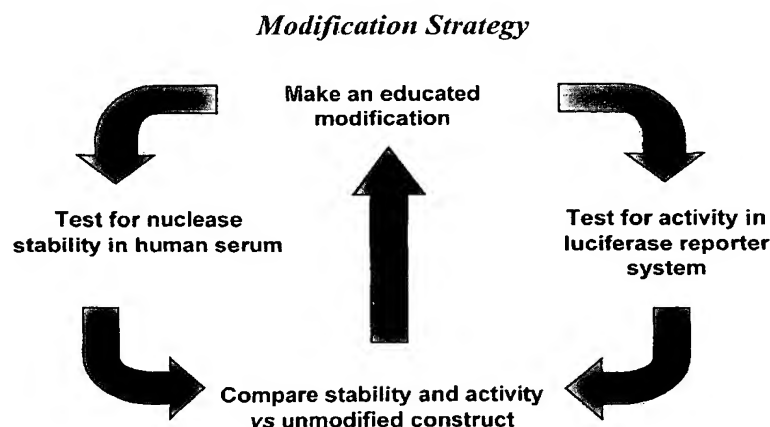 Modification Strategy
Make an educated
modification
Test for nuclease
stability in human serum
Test for activity in
luciferase reporter
system
Compare stability and activity
vs unmodified construct